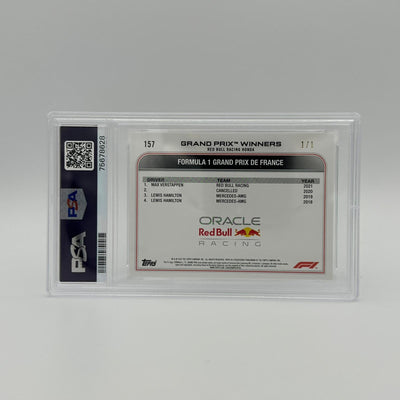 157
GRAND PRIX™ WINNERS
1/1
RED BULL RACING HONDA
FORMULA 1 GRAND PRIX DE FRANCE
DRIVER TEAM YEAR
1. MAX VERSTAPPEN RED BULL RACING 2021
2. CANCELLED 2020
3. LEWIS HAMILTON MERCEDES-AMG 2019
4. LEWIS HAMILTON MERCEDES-AMG 2018
ORACLE
Red Bull
RACING
Topps
F1
75678628
PSA
PSA